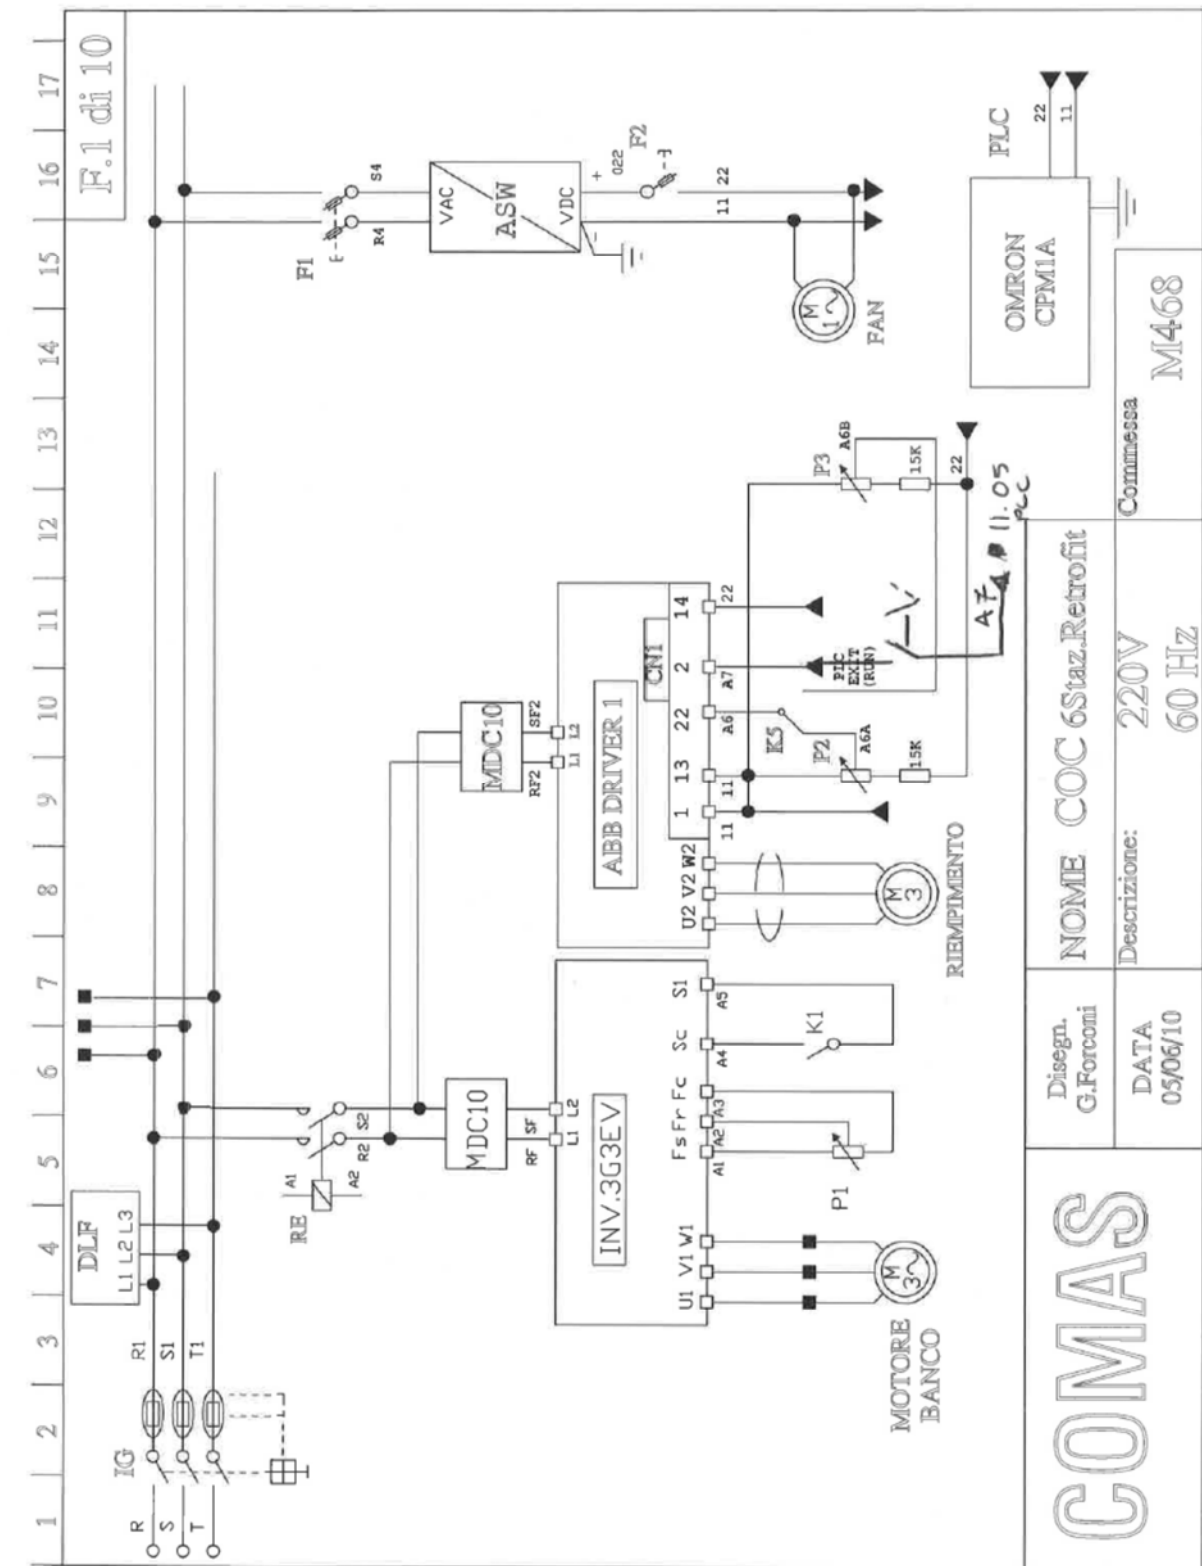 1 2 3 4 5 6 7 8 9 10 11 12 13 14 15 16 17
F.1 di 10
DLF
L1 L2 L3
IG
R
S
T
R1
S1
T1
RE
A1
A2
R2
S2
F1
R4
S4
MDC10
RF
SF
L1
L2
INV.3G3EV
U1 V1 W1
Fs Fr Fc Sc S1
A1 A2 A3 A4 A5
P1
K1
M
3
MOTORE
BANCO
MDC10
RF2
SF2
L1
L2
ABB DRIVER 1
CN1
U2 V2 W2
1 13 22 2 14
11 11 A6 A7 22
K5
P2
A6A
15K
PLC
EXIT
(RUN)
P3
A6B
15K
22
A7
11.05
PLC
M
3
RIEMPIMENTO
VAC
ASW
VDC
+
-
022
F2
11
22
M
1
FAN
PLC
OMRON
CPM1A
22
11
COMAS
Disegn.
G.Forconi
DATA
05/06/10
NOME COC 6Staz.Retrofit
Descrizione:
220V
60 Hz
Commessa
M468